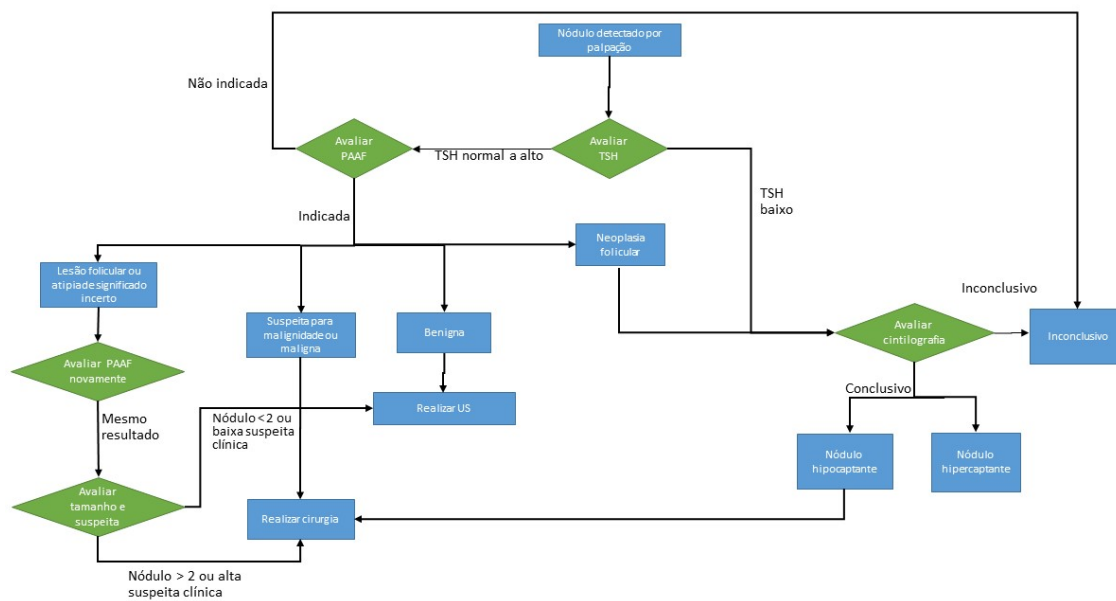 Nódulo detectado por
palpação
Não indicada
Avaliar
PAAF
TSH normal a alto
Avaliar
TSH
TSH
baixo
Indicada
Neoplasia
folicular
Lesão folicular ou
atipia de significado
incerto
Suspeita para
malignidade ou
maligna
Benigna
Inconclusivo
Avaliar
cintilografia
Inconclusivo
Avaliar PAAF
novamente
Conclusivo
Realizar US
Mesmo
resultado
Nódulo < 2 ou
baixa suspeita
clínica
Nódulo
hipocaptante
Nódulo
hipercaptante
Avaliar
tamanho e
suspeita
Realizar cirurgia
Nódulo > 2 ou alta
suspeita clínica